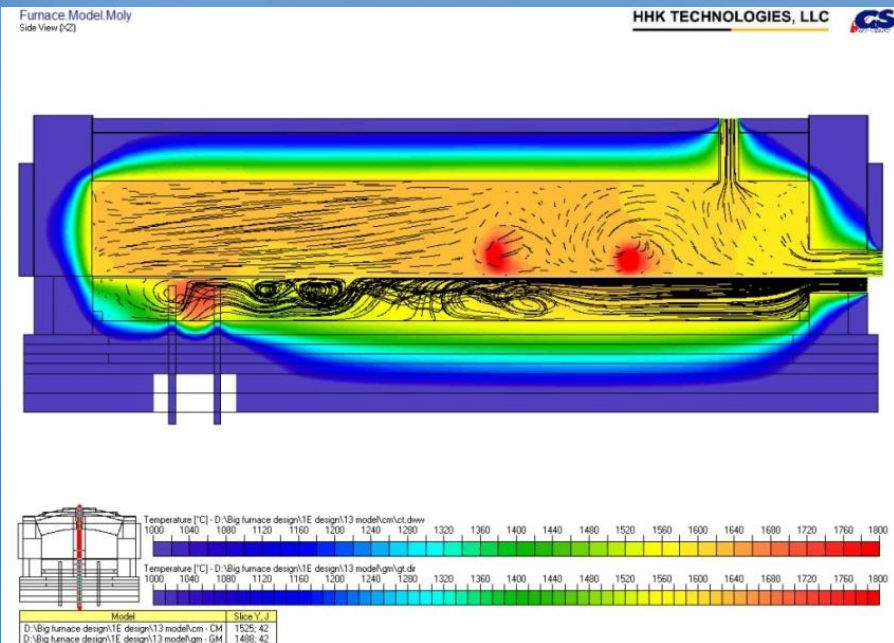 Furnace.Model.Moly
Side View (XZ)
HHK TECHNOLOGIES, LLC
GS
Temperature [°C] - D:\Big furnace design\1E design\13 model\cm\ct.dww
1000 1040 1080 1120 1160 1200 1240 1280 1320 1360 1400 1440 1480 1520 1560 1600 1640 1680 1720 1760 1800
Temperature [°C] - D:\Big furnace design\1E design\13 model\gm\gt.dir
1000 1040 1080 1120 1160 1200 1240 1280 1320 1360 1400 1440 1480 1520 1560 1600 1640 1680 1720 1760 1800
Model Slice Y, J
D:\Big furnace design\1E design\13 model\cm - CM 1525; 42
D:\Big furnace design\1E design\13 model\gm - GM 1488; 42